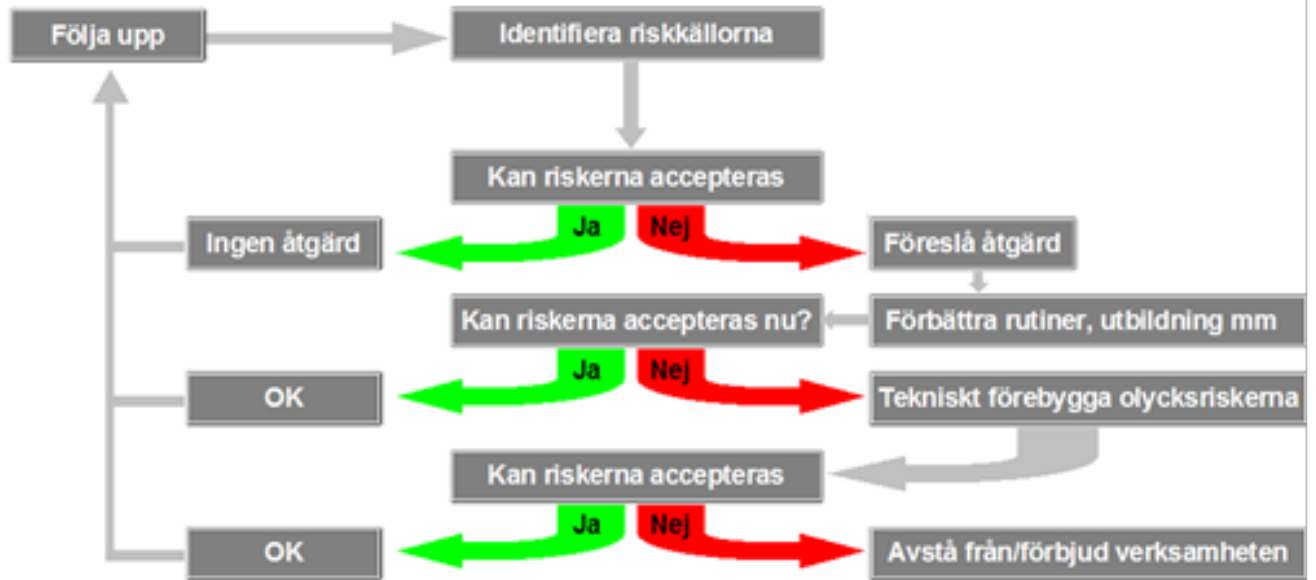 Följa upp
Identifiera riskkällorna
Kan riskerna accepteras
Ja
Nej
Ingen åtgärd
Föreslå åtgärd
Kan riskerna accepteras nu?
Förbättra rutiner, utbildning mm
Ja
Nej
OK
Tekniskt förebygga olycksriskerna
Kan riskerna accepteras
Ja
Nej
OK
Avstå från/förbjud verksamheten